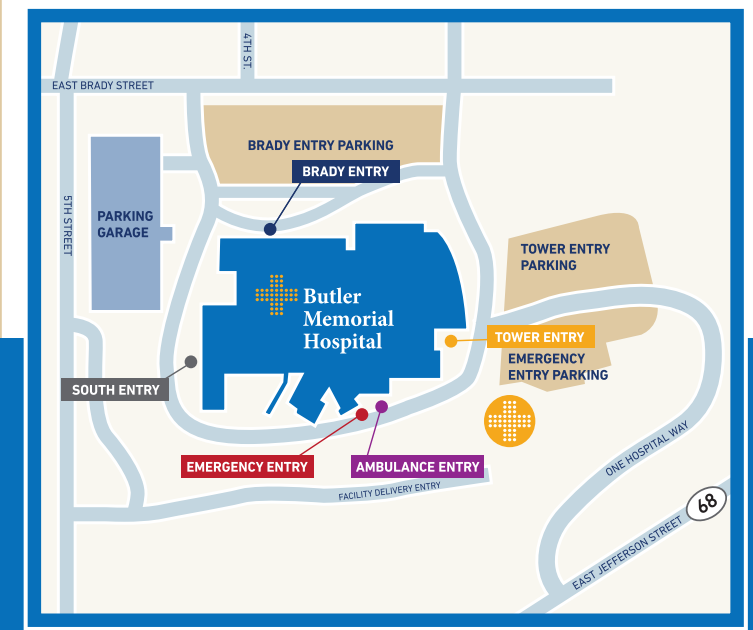 4TH ST.
EAST BRADY STREET
BRADY ENTRY PARKING
BRADY ENTRY
5TH STREET
PARKING
GARAGE
TOWER ENTRY
PARKING
Butler
Memorial
Hospital
TOWER ENTRY
EMERGENCY
ENTRY PARKING
SOUTH ENTRY
EMERGENCY ENTRY
AMBULANCE ENTRY
FACILITY DELIVERY ENTRY
ONE HOSPITAL WAY
68
EAST JEFFERSON STREET